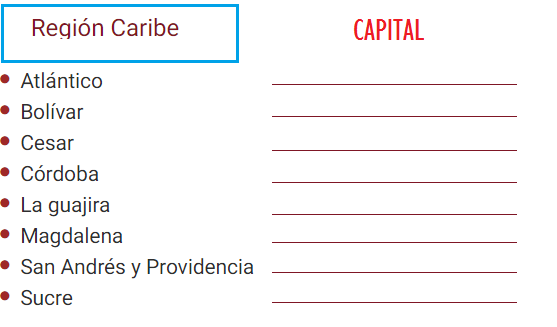 Región Caribe CAPITAL
Atlántico
Bolívar
Cesar
Córdoba
La guajira
Magdalena
San Andrés y Providencia
Sucre